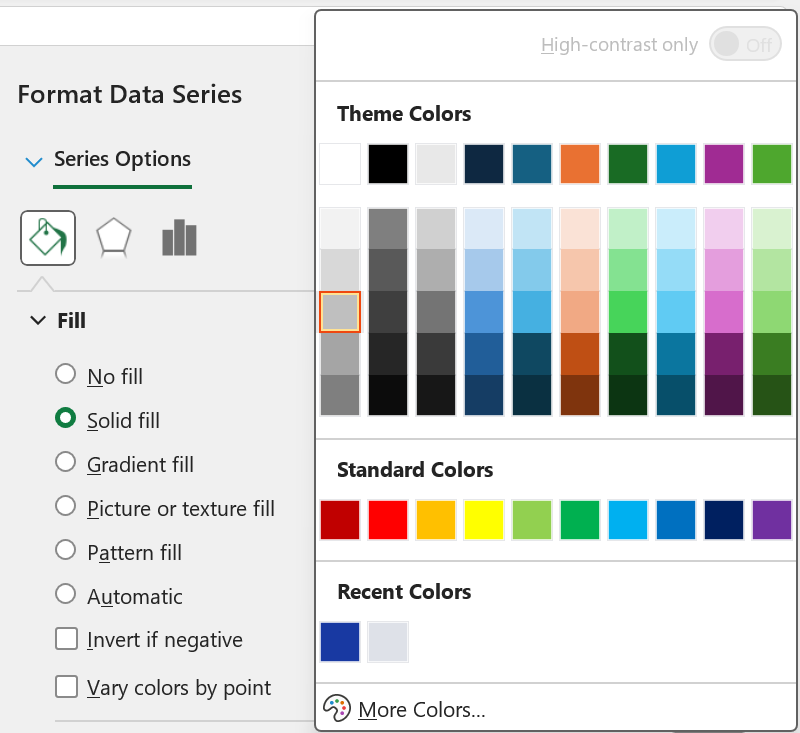 High-contrast only Off
Format Data Series
Theme Colors
Series Options
Fill
No fill
Solid fill
Gradient fill
Picture or texture fill
Pattern fill
Automatic
Invert if negative
Vary colors by point
Standard Colors
Recent Colors
More Colors...